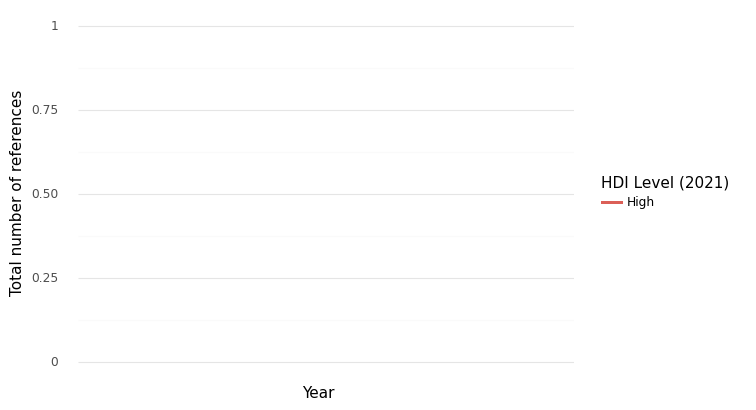 1
0.75
0.50
0.25
0
Total number of references
Year
HDI Level (2021)
High